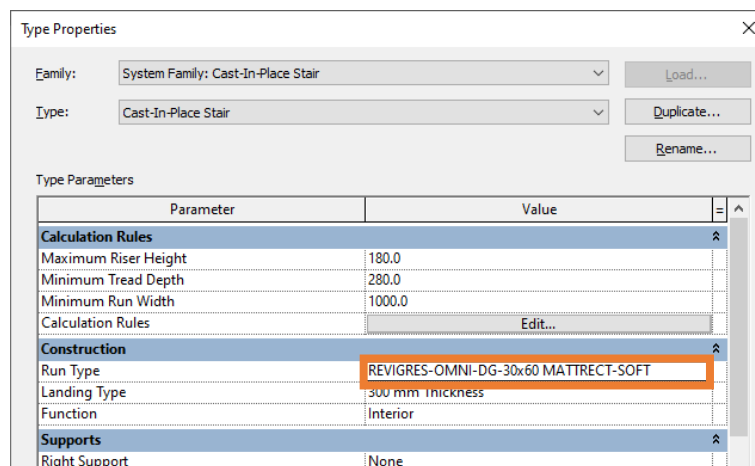 Type Properties
Family: System Family: Cast-In-Place Stair Load...
Type: Cast-In-Place Stair Duplicate...
Rename...
Type Parameters
Parameter Value =
Calculation Rules
Maximum Riser Height 180.0
Minimum Tread Depth 280.0
Minimum Run Width 1000.0
Calculation Rules Edit...
Construction
Run Type REVIGRES-OMNI-DG-30x60 MATTRECT-SOFT
Landing Type 300 mm Thickness
Function Interior
Supports
Right Support None